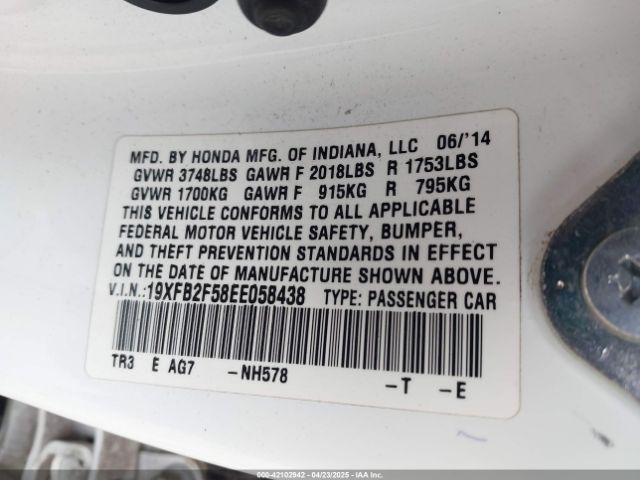 MFD. BY HONDA MFG. OF INDIANA, LLC 06/'14
GVWR 3748LBS GAWR F 2018LBS R 1753LBS
GVWR 1700KG GAWR F 915KG R 795KG
THIS VEHICLE CONFORMS TO ALL APPLICABLE
FEDERAL MOTOR VEHICLE SAFETY, BUMPER,
AND THEFT PREVENTION STANDARDS IN EFFECT
ON THE DATE OF MANUFACTURE SHOWN ABOVE.
V.I.N.:19XFB2F58EE058438 TYPE: PASSENGER CAR
TR3 E AG7 -NH578 -T -E
000-42102942 - 04/23/2025 - IAAI.COM